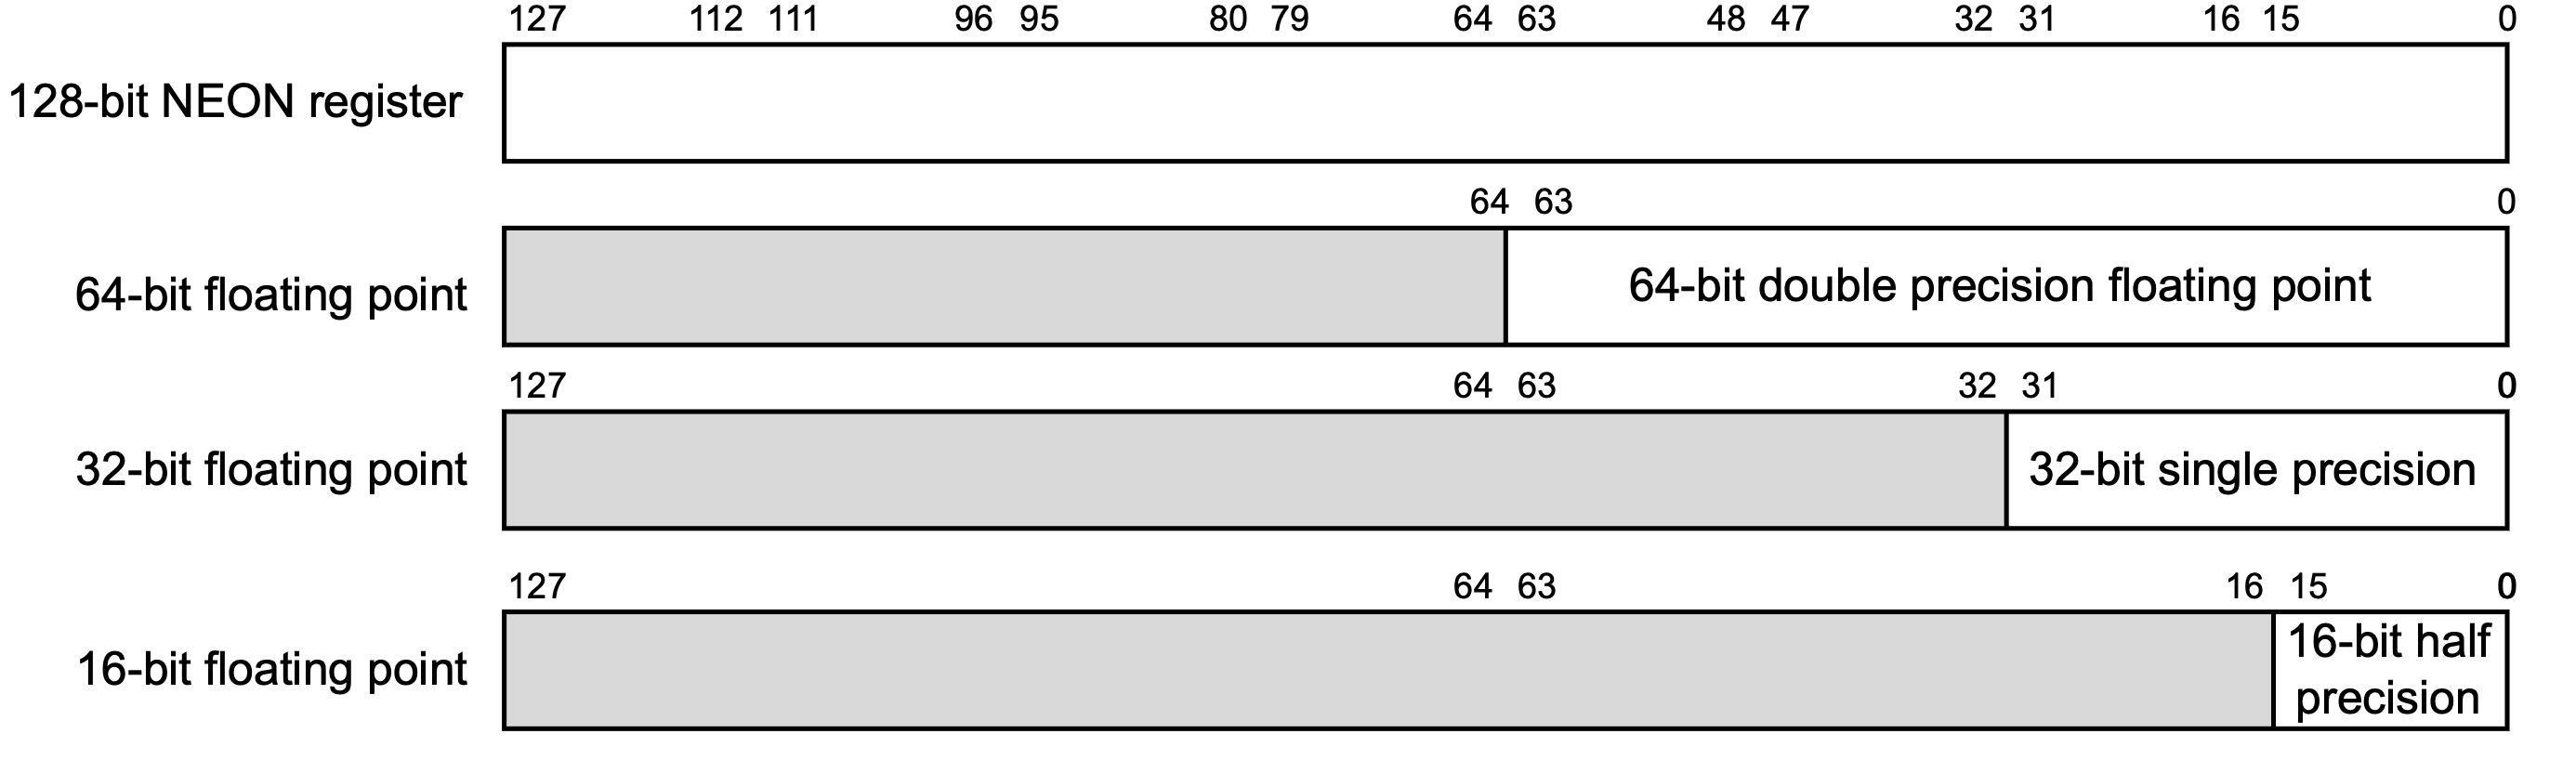 127 112 111 96 95 80 79 64 63 48 47 32 31 16 15 0
128-bit NEON register
64 63 0
64-bit floating point 64-bit double precision floating point
127 64 63 32 31 0
32-bit floating point 32-bit single precision
127 64 63 16 15 0
16-bit floating point 16-bit half
precision